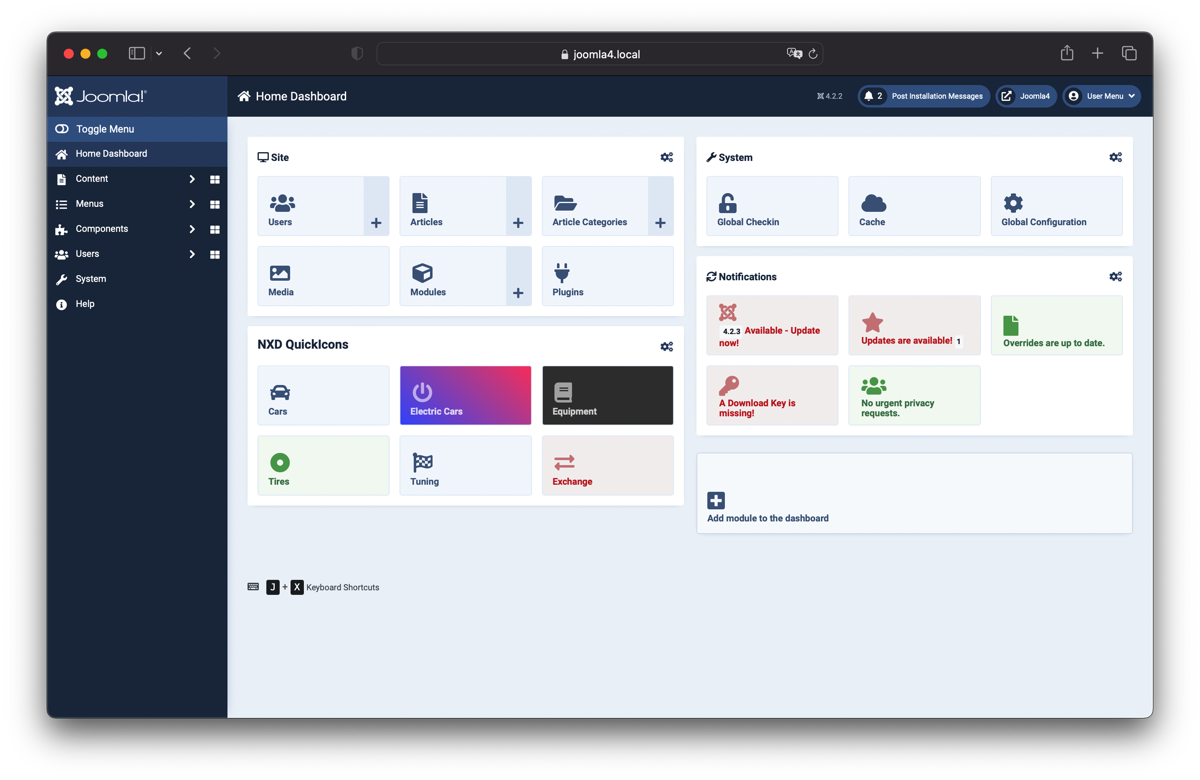 joomla4.local
Joomla!®
Home Dashboard
4.2.2
2 Post Installation Messages
Joomla4
User Menu
Toggle Menu
Home Dashboard
Content
Menus
Components
Users
System
Help
Site
Users
Articles
Article Categories
Media
Modules
Plugins
NXD QuickIcons
Cars
Electric Cars
Equipment
Tires
Tuning
Exchange
System
Global Checkin
Cache
Global Configuration
Notifications
4.2.3 Available - Update
now!
Updates are available! 1
Overrides are up to date.
A Download Key is
missing!
No urgent privacy
requests.
Add module to the dashboard
J + X Keyboard Shortcuts